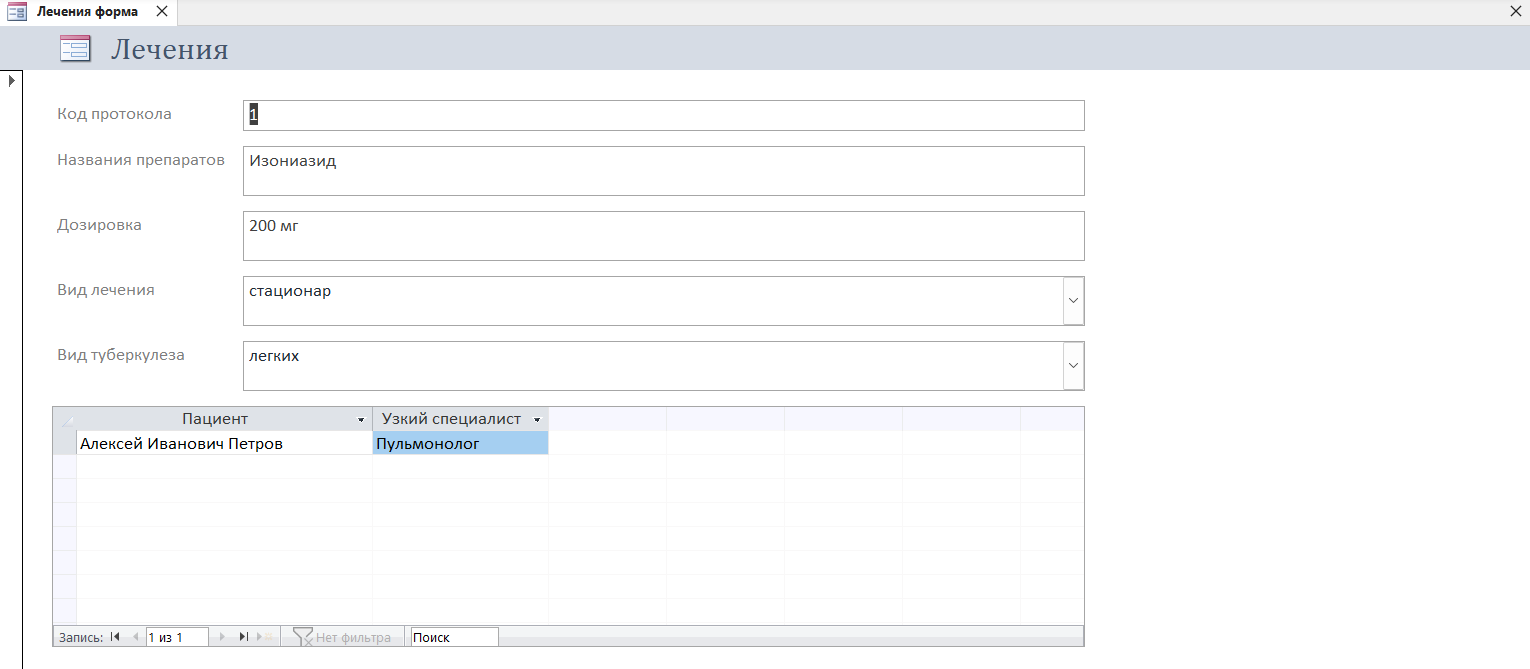 Лечения форма
Лечения
Код протокола 1
Названия препаратов Изониазид
Дозировка 200 мг
Вид лечения стационар
Вид туберкулеза легких
Пациент Узкий специалист
Алексей Иванович Петров Пульмонолог
Запись: 1 из 1 Нет фильтра Поиск